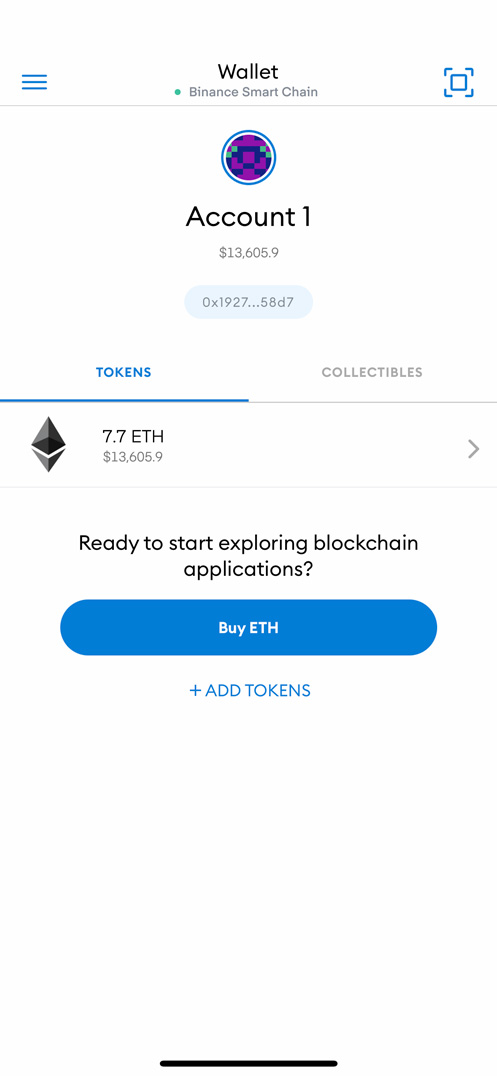 Wallet
Binance Smart Chain
Account 1
$13,605.9
0x1927...58d7
TOKENS
COLLECTIBLES
7.7 ETH
$13,605.9
Ready to start exploring blockchain
applications?
Buy ETH
+ ADD TOKENS